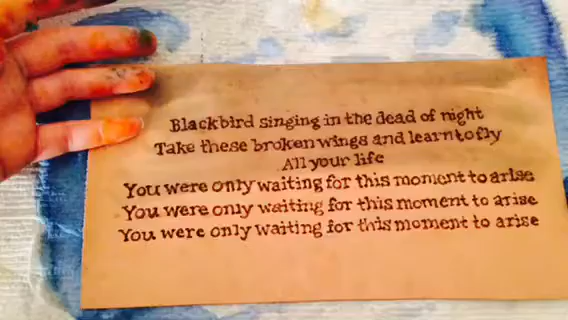 Blackbird singing in the dead of night
Take these broken wings and learn to fly
All your life
You were only waiting for this moment to arise
You were only waiting for this moment to arise
You were only waiting for this moment to arise